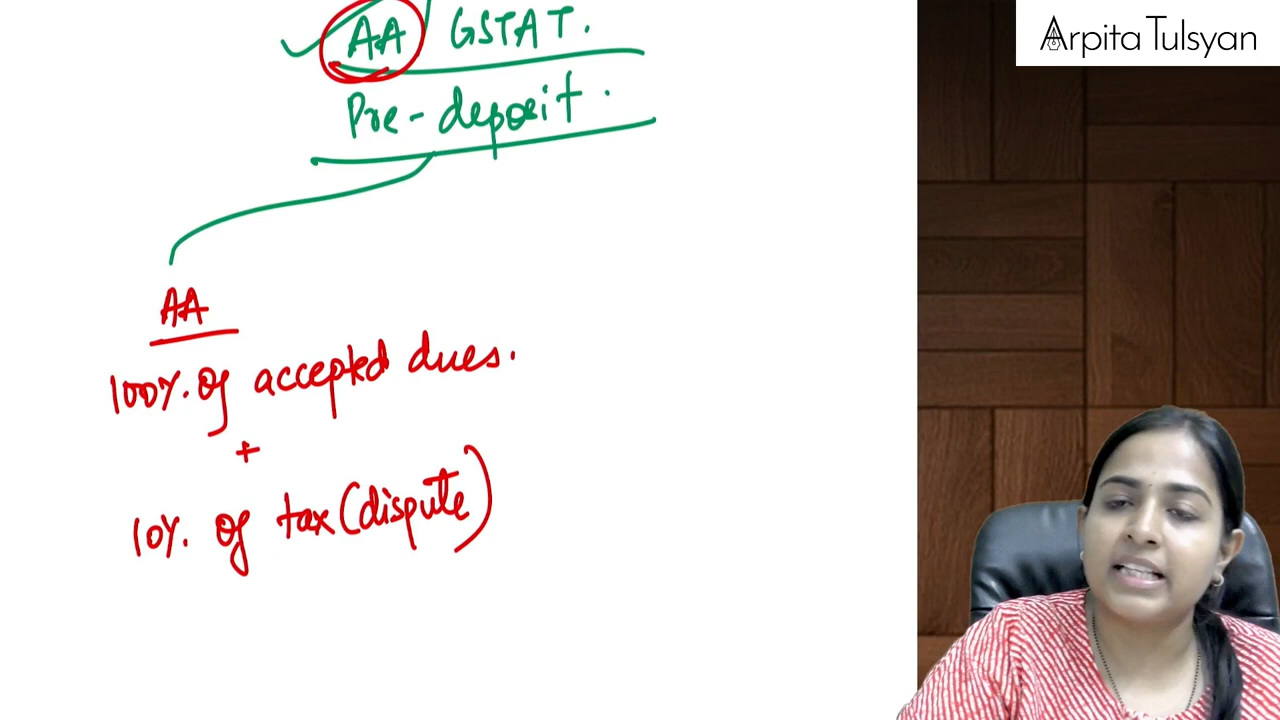 Arpita Tulsyan
AA GSTAT.
Pre-deposit.
AA
100%. of accepted dues.
+
10%. of tax (dispute)